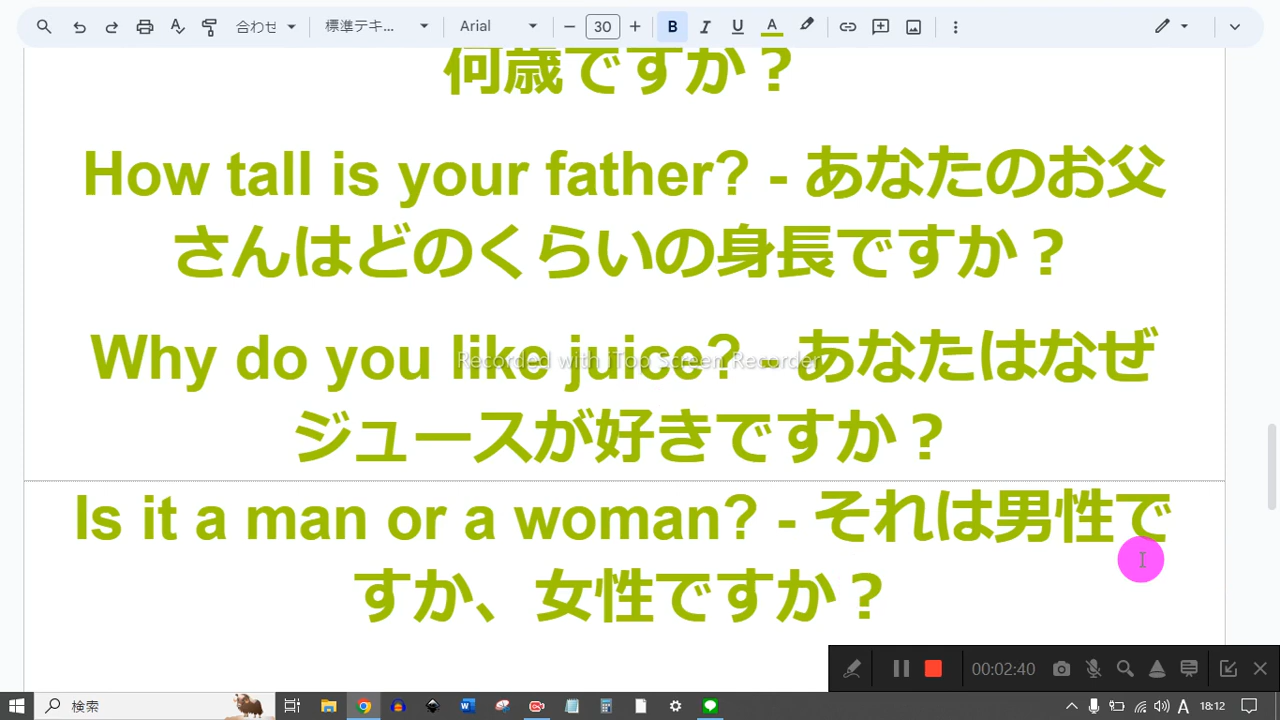 合わせ 標準テキ... Arial 30 B I U A
何歳ですか？
How tall is your father? - あなたのお父
さんはどのくらいの身長ですか？
Why do you like juice? - あなたはなぜ
Recorded with iTop Screen Recorder
ジュースが好きですか？
Is it a man or a woman? - それは男性で
すか、女性ですか？
00:02:40
検索 A 18:12